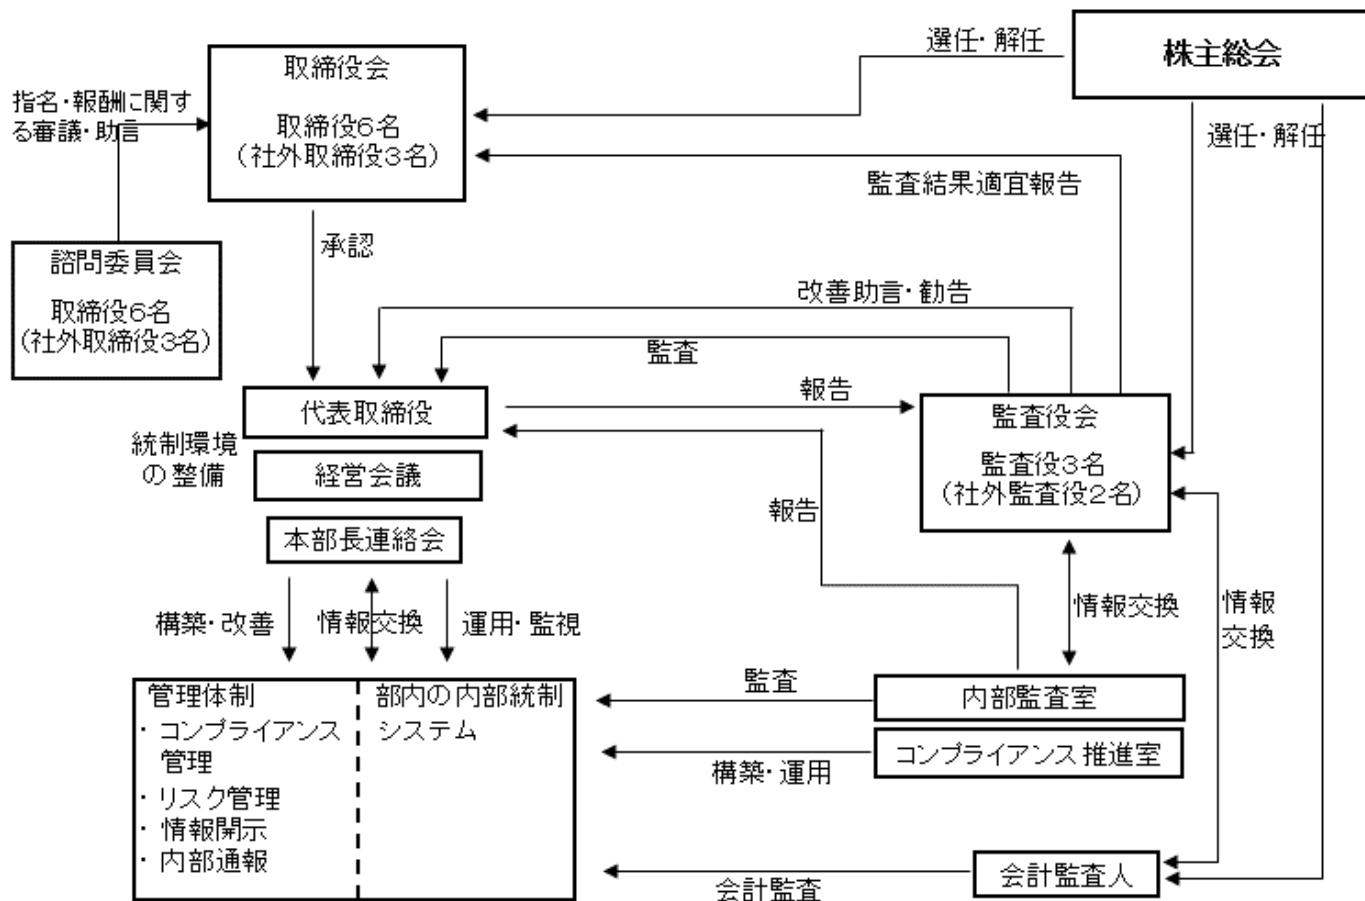 選任・解任
株主総会
取締役会
取締役6名
（社外取締役3名）
指名・報酬に関す
る審議・助言
選任・解任
監査結果適宜報告
承認
諮問委員会
取締役6名
（社外取締役3名）
改善助言・勧告
監査
代表取締役
報告
監査役会
監査役3名
（社外監査役2名）
統制環境
の整備
経営会議
報告
本部長連絡会
構築・改善
情報交換
運用・監視
情報交換
情報
交換
管理体制
・コンプライアンス
管理
・リスク管理
・情報開示
・内部通報
部内の内部統制
システム
監査
内部監査室
コンプライアンス推進室
構築・運用
会計監査人
会計監査